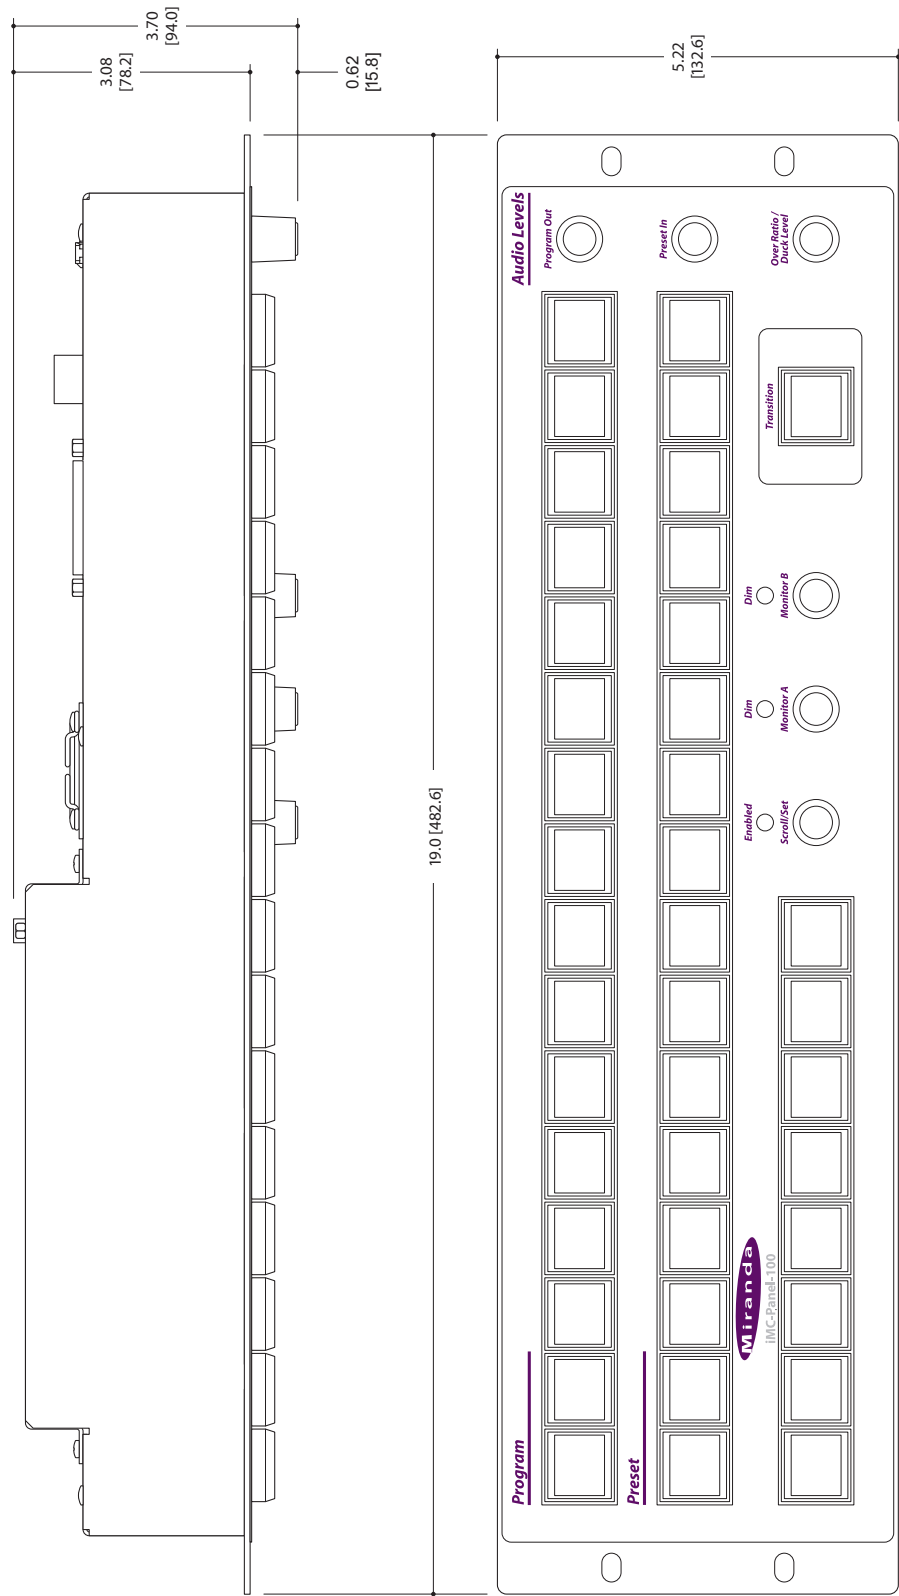 3.70
[94.0]
3.08
[78.2]
0.62
[15.8]
19.0 [482.6]
5.22
[132.6]
Program
Audio Levels
Program Out
Preset
Preset In
Miranda
iMC-Panel-100
Enabled
Scroll/Set
Dim
Monitor A
Dim
Monitor B
Transition
Over Ratio /
Duck Level